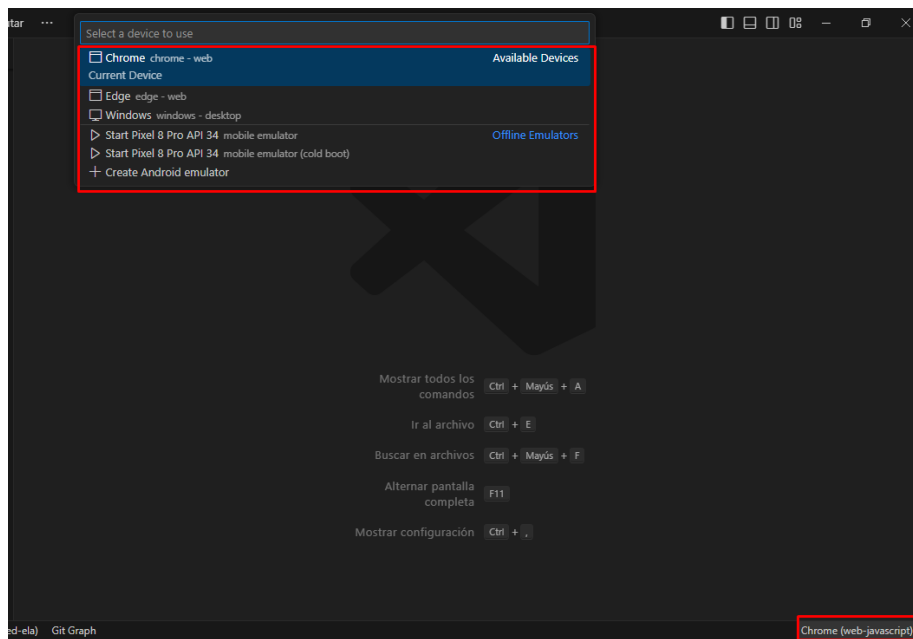 utar ···
Select a device to use
Chrome chrome - web Available Devices
Current Device
Edge edge - web
Windows windows - desktop
Start Pixel 8 Pro API 34 mobile emulator Offline Emulators
Start Pixel 8 Pro API 34 mobile emulator (cold boot)
+ Create Android emulator
Mostrar todos los
comandos Ctrl + Mayús + A
Ir al archivo Ctrl + E
Buscar en archivos Ctrl + Mayús + F
Alternar pantalla
completa F11
Mostrar configuración Ctrl + ,
ed-ela) Git Graph Chrome (web-javascript)